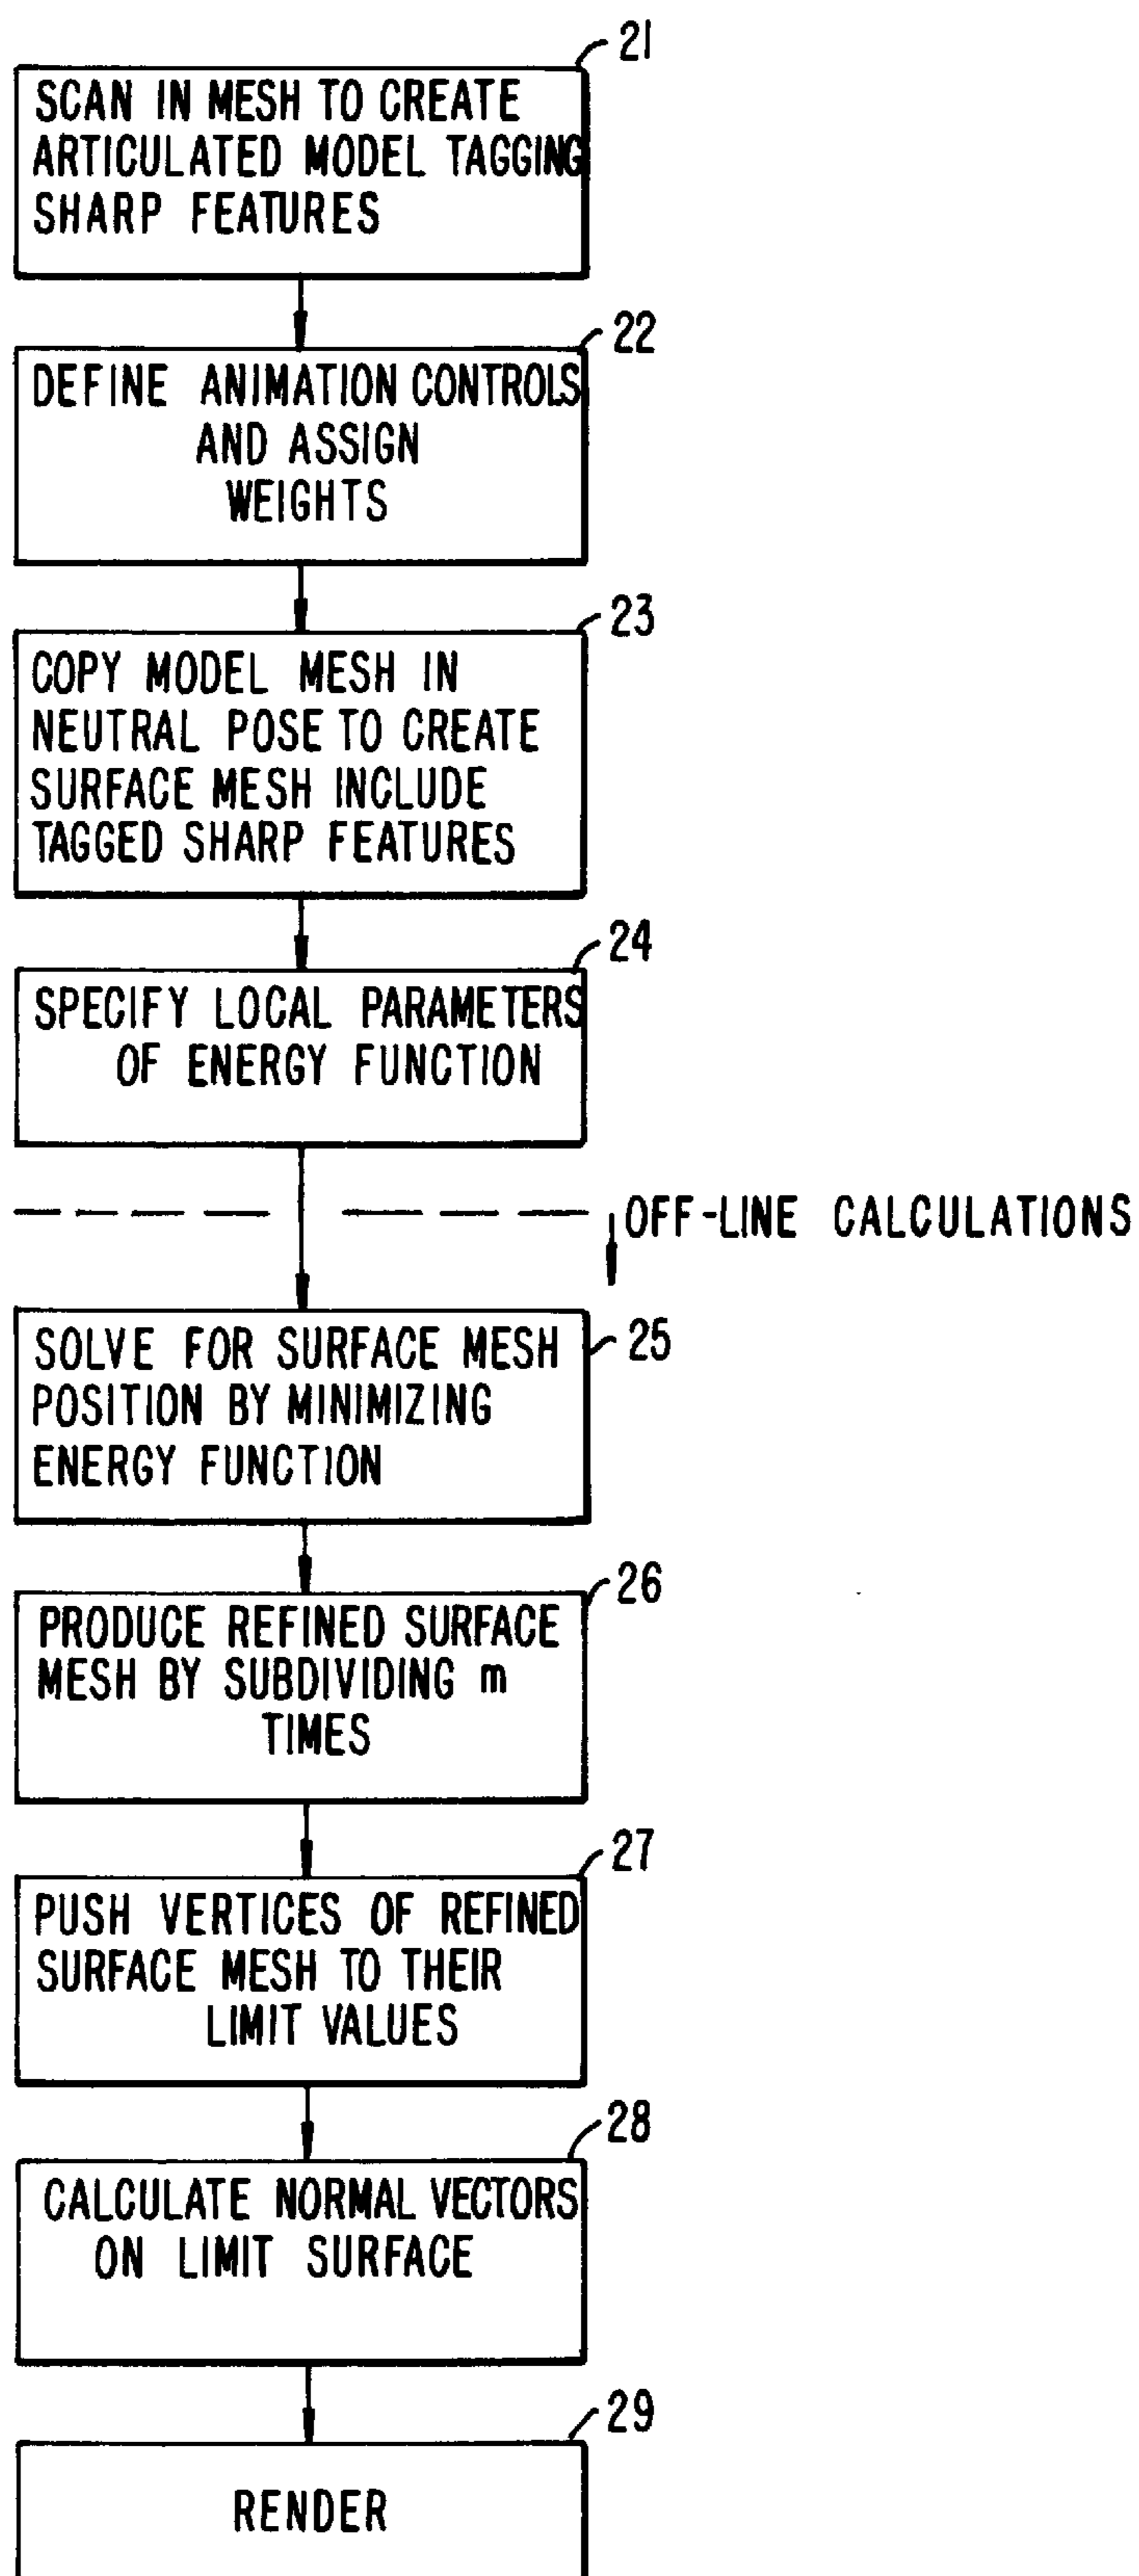 21
SCAN IN MESH TO CREATE
ARTICULATED MODEL TAGGING
SHARP FEATURES
22
DEFINE ANIMATION CONTROLS
AND ASSIGN
WEIGHTS
23
COPY MODEL MESH IN
NEUTRAL POSE TO CREATE
SURFACE MESH INCLUDE
TAGGED SHARP FEATURES
24
SPECIFY LOCAL PARAMETERS
OF ENERGY FUNCTION
OFF-LINE CALCULATIONS
25
SOLVE FOR SURFACE MESH
POSITION BY MINIMIZING
ENERGY FUNCTION
26
PRODUCE REFINED SURFACE
MESH BY SUBDIVIDING m
TIMES
27
PUSH VERTICES OF REFINED
SURFACE MESH TO THEIR
LIMIT VALUES
28
CALCULATE NORMAL VECTORS
ON LIMIT SURFACE
29
RENDER